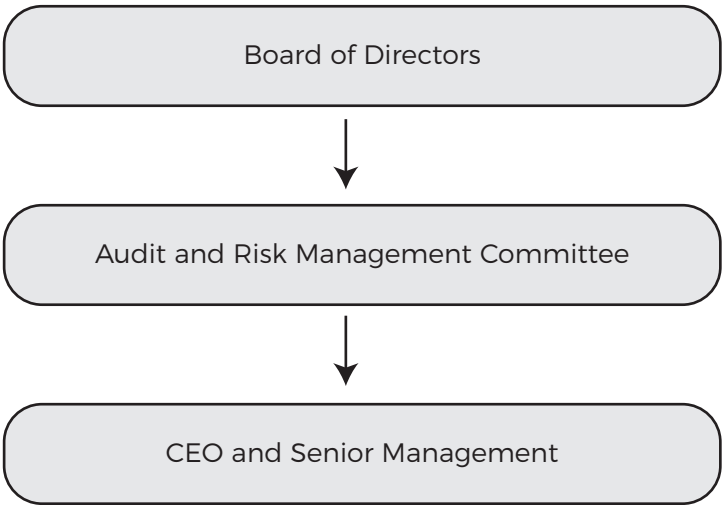 Board of Directors
Audit and Risk Management Committee
CEO and Senior Management